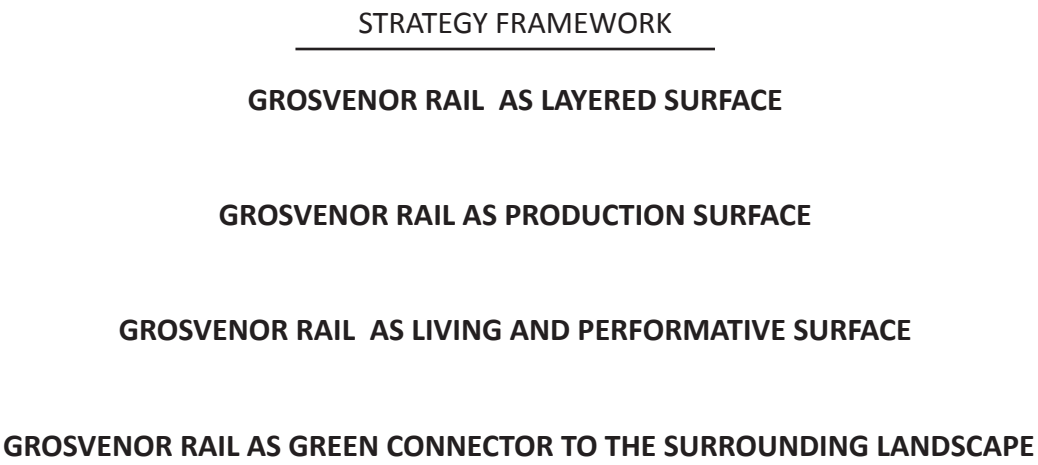 STRATEGY FRAMEWORK
GROSVENOR RAIL  AS LAYERED SURFACE
GROSVENOR RAIL AS PRODUCTION SURFACE
GROSVENOR RAIL  AS LIVING AND PERFORMATIVE SURFACE
GROSVENOR RAIL AS GREEN CONNECTOR TO THE SURROUNDING LANDSCAPE